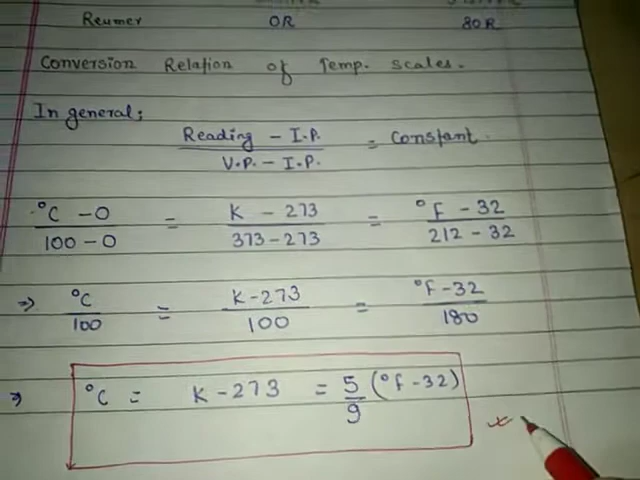 Reumer 0R 80R
Conversion Relation of Temp. scales.
In general;
Reading - I.P. / V.P. - I.P. = Constant.
°C - 0 / 100 - 0 = K - 273 / 373 - 273 = °F - 32 / 212 - 32
⇒ °C / 100 = K - 273 / 100 = °F - 32 / 180
⇒ °C = K - 273 = 5/9 (°F - 32)